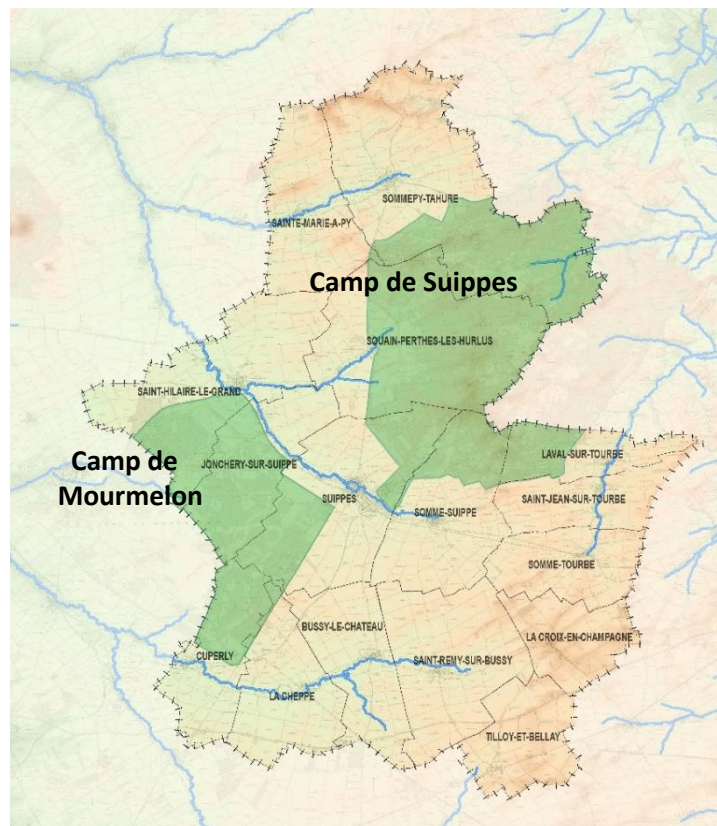 SOMMEPY-TAHURE
SAINTE-MARIE-A-PY
Camp de Suippes
SOUAIN-PERTHES-LES-HURLUS
SAINT-HILAIRE-LE-GRAND
Camp de
Mourmelon
JONCHERY-SUR-SUIPPE
LAVAL-SUR-TOURBE
SUIPPES
SAINT-JEAN-SUR-TOURBE
SOMME-SUIPPE
SOMME-TOURBE
BUSSY-LE-CHATEAU
LA CROIX-EN-CHAMPAGNE
CUPERLY
SAINT-REMY-SUR-BUSSY
LA CHEPPE
TILLOY-ET-BELLAY